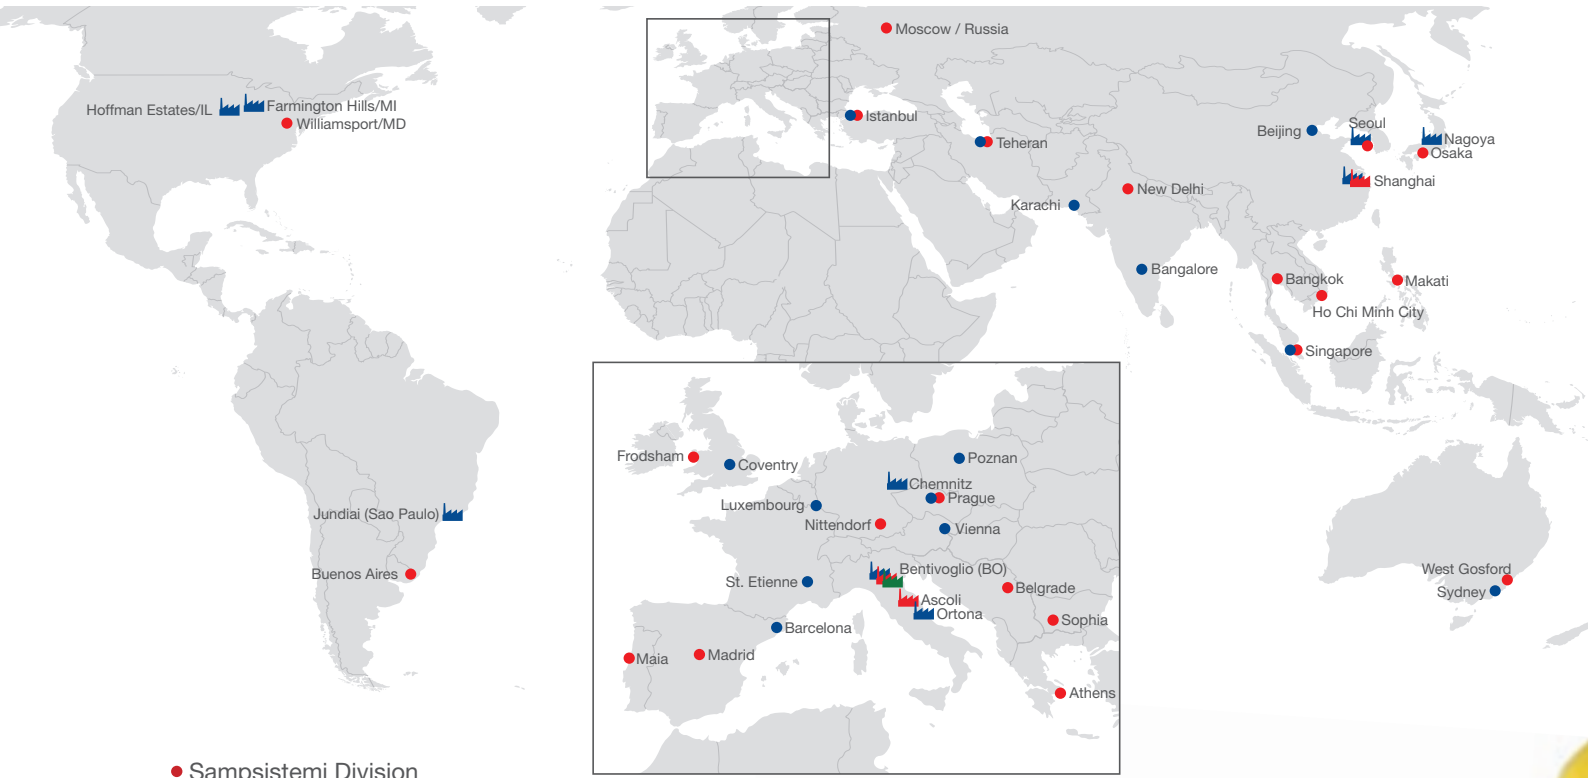 Moscow / Russia
Hoffman Estates/IL
Farmington Hills/MI
Williamsport/MD
Istanbul
Teheran
Beijing
Seoul
Nagoya
Osaka
Shanghai
New Delhi
Karachi
Bangalore
Bangkok
Makati
Ho Chi Minh City
Singapore
Frodsham
Coventry
Poznan
Chemnitz
Prague
Luxembourg
Nittendorf
Vienna
Jundiai (Sao Paulo)
Buenos Aires
St. Etienne
Bentivoglio (BO)
Belgrade
Ascoli
Ortona
Sophia
Barcelona
Maia
Madrid
Athens
West Gosford
Sydney
Sampsistemi Division